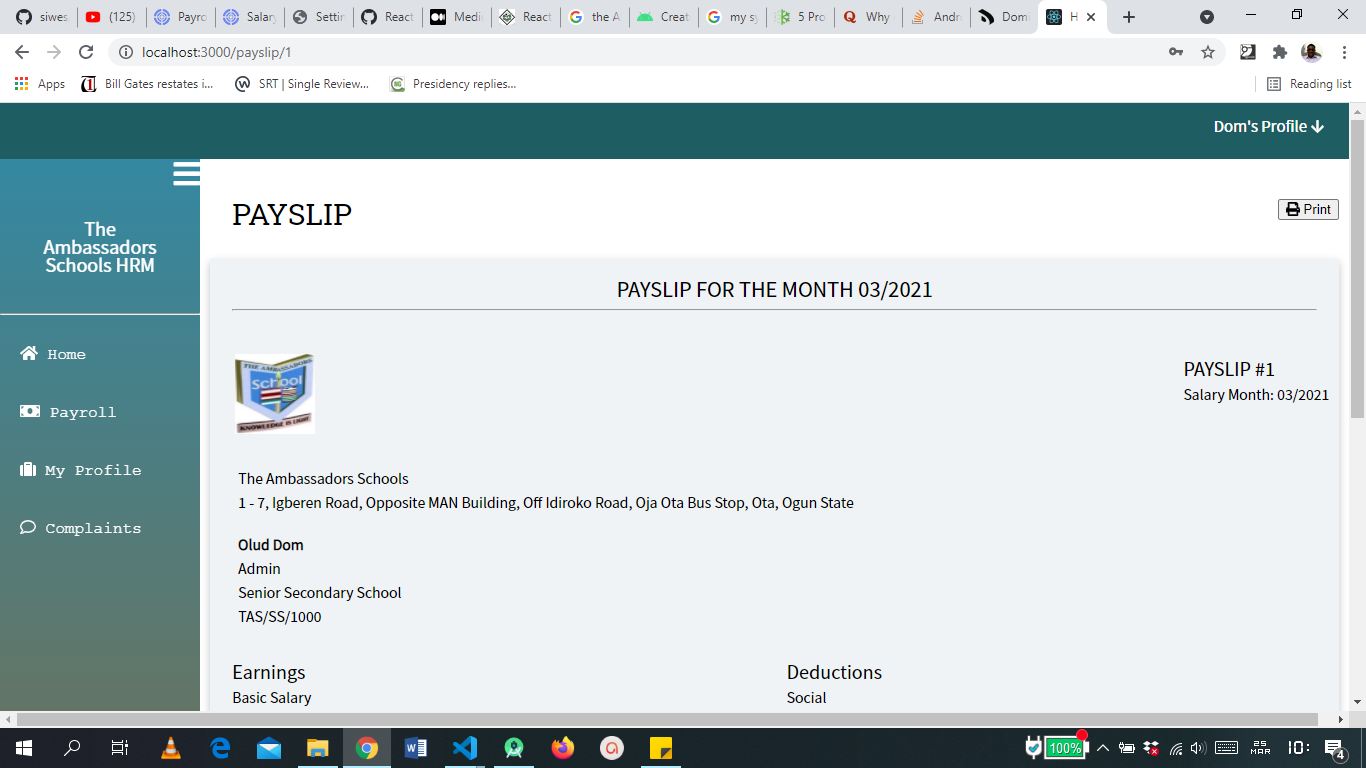 siwes
(125)
Payro
Salary
Settin
React
Medi
React
the A
Creat
my sy
5 Pro
Why
Andr
Dom
H
localhost:3000/payslip/1
Apps
Bill Gates restates i...
SRT | Single Review...
Presidency replies...
Reading list
Dom's Profile
The
Ambassadors
Schools HRM
Home
Payroll
My Profile
Complaints
PAYSLIP
Print
PAYSLIP FOR THE MONTH 03/2021
THE AMBASSADORS
School
KNOWLEDGE IS LIGHT
PAYSLIP #1
Salary Month: 03/2021
The Ambassadors Schools
1 - 7, Igberen Road, Opposite MAN Building, Off Idiroko Road, Oja Ota Bus Stop, Ota, Ogun State
Olud Dom
Admin
Senior Secondary School
TAS/SS/1000
Earnings
Basic Salary
Deductions
Social
100%
25
MAR
10:
4